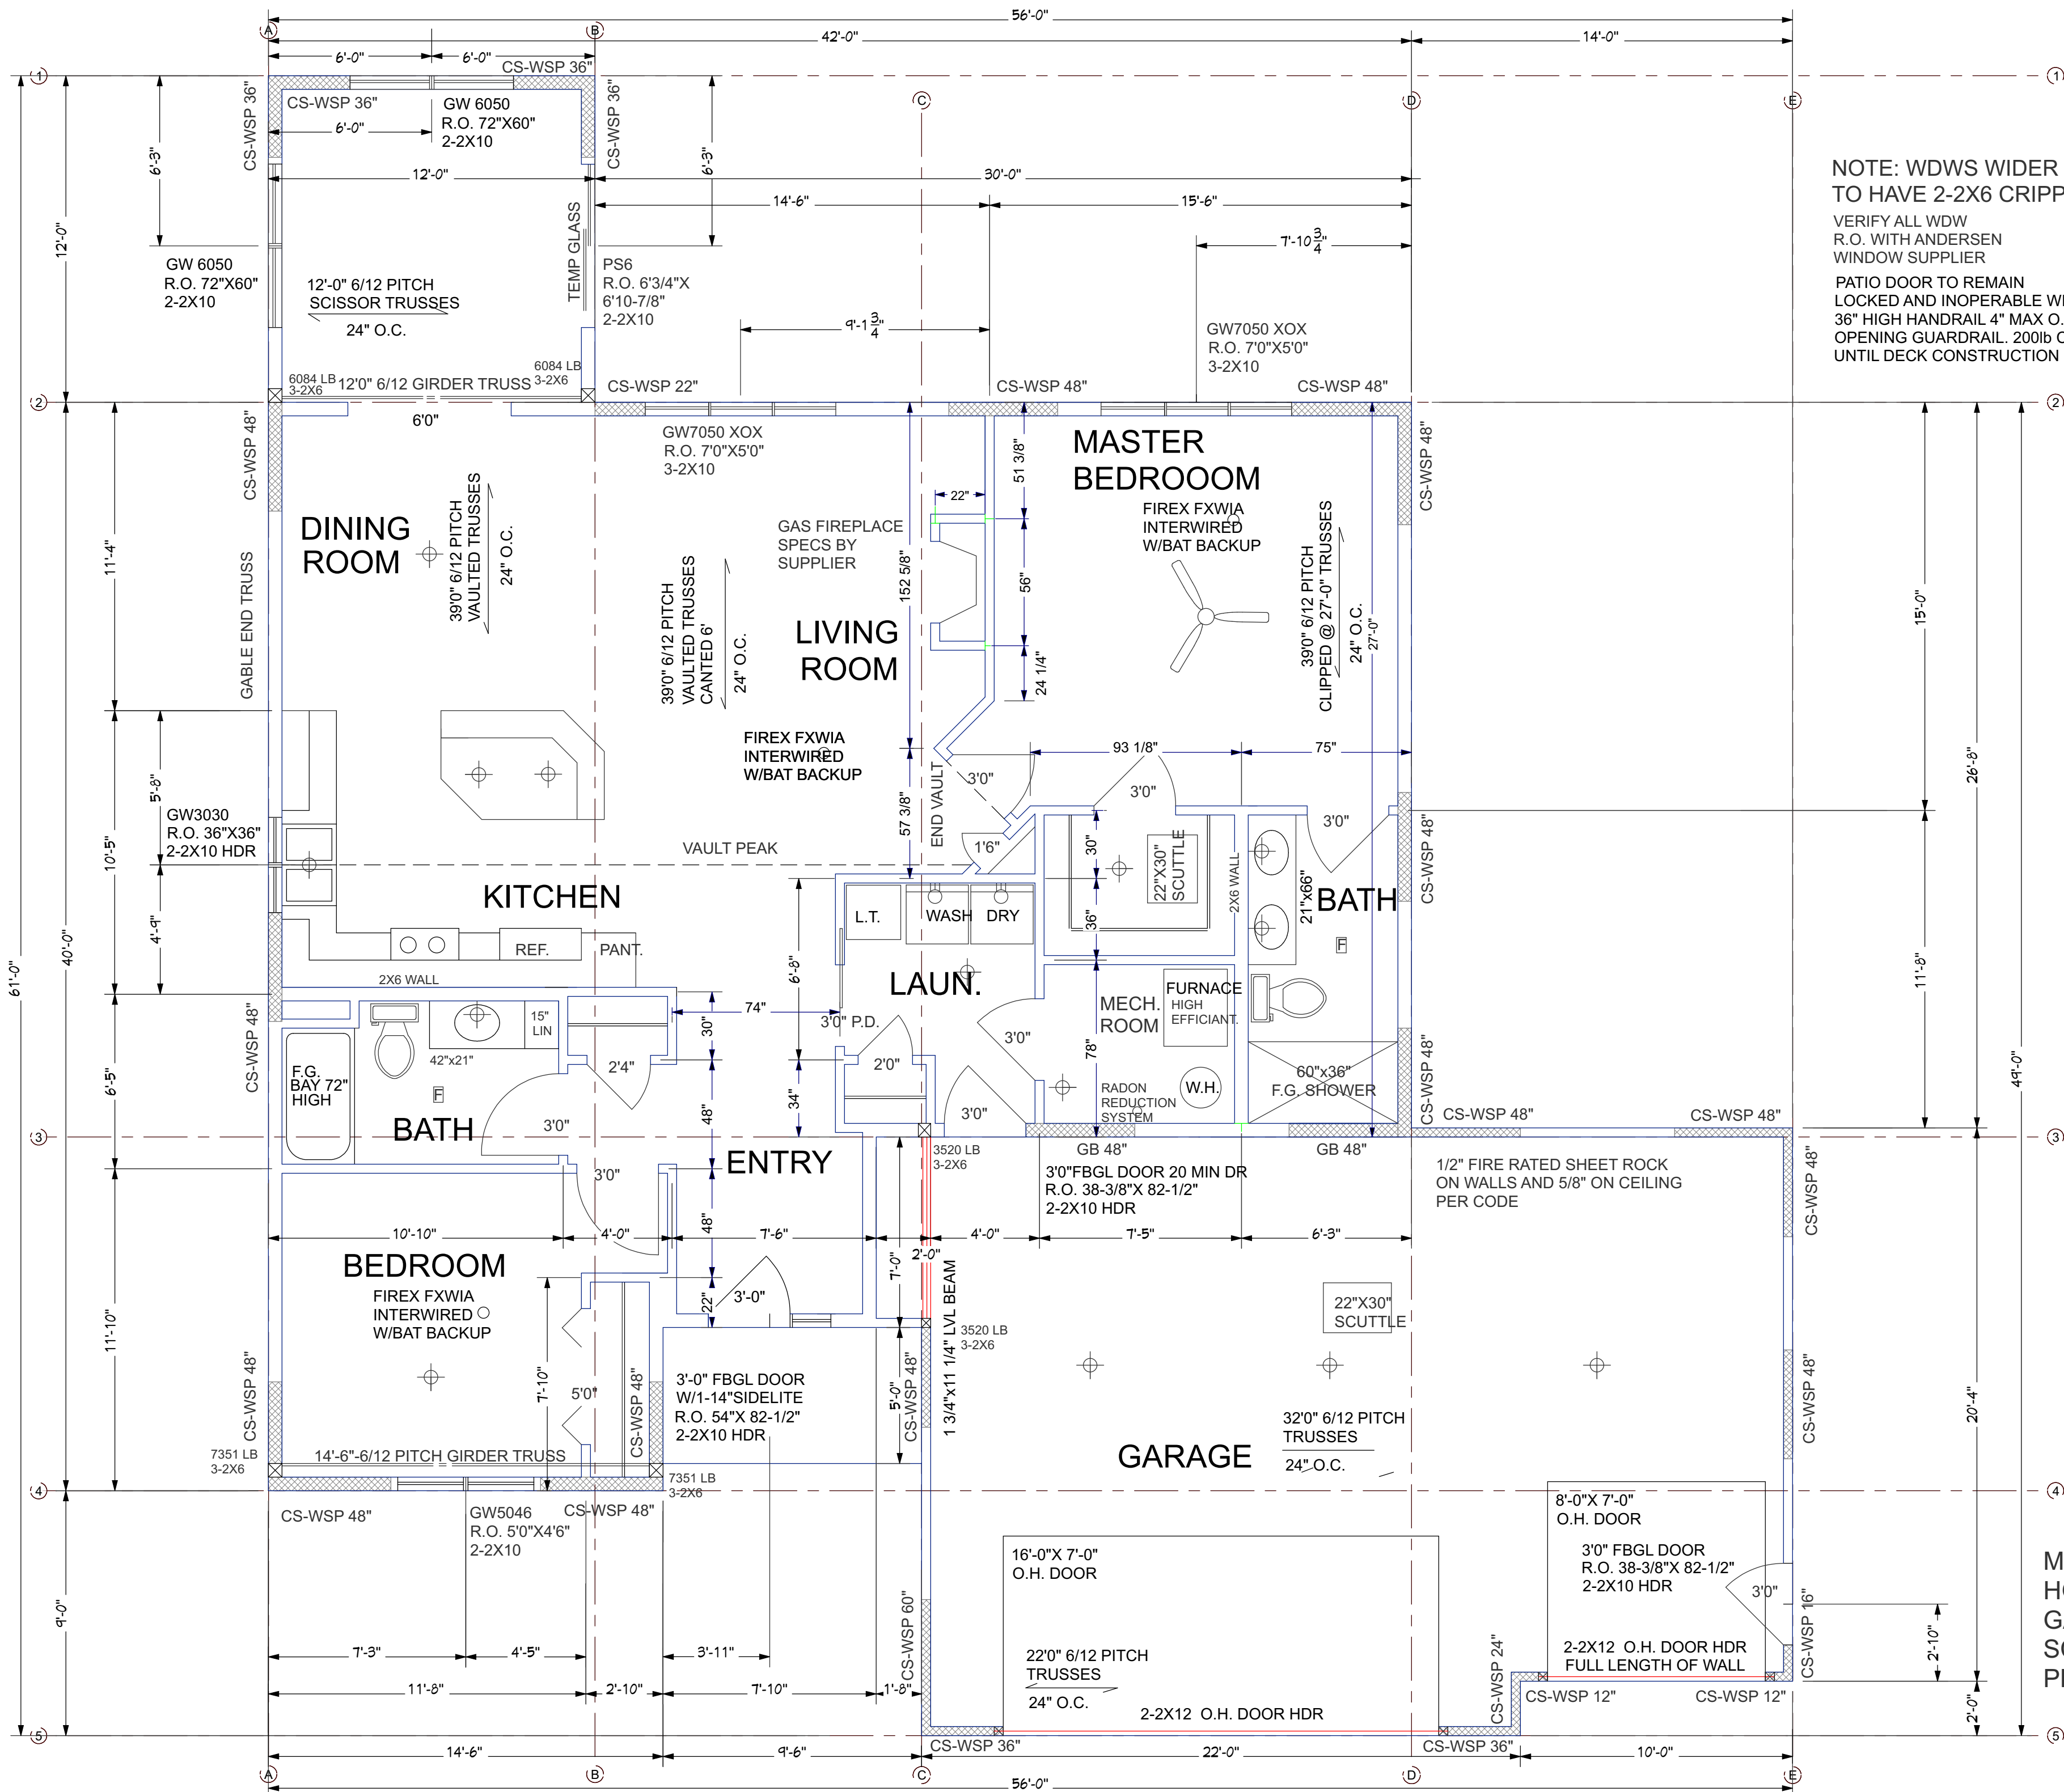 56'-0"
A
B
42'-0"
14'-0"
6'-0"
6'-0"
CS-WSP 36"
1
1
C
D
E
CS-WSP 36"
CS-WSP 36"
GW 6050
R.O. 72"X60"
2-2X10
CS-WSP 36"
6'-0"
6'-3"
6'-3"
12'-0"
30'-0"
14'-6"
15'-6"
7'-10 3/4"
NOTE: WDWS WIDER
TO HAVE 2-2X6 CRIPP
VERIFY ALL WDW
R.O. WITH ANDERSEN
WINDOW SUPPLIER
PATIO DOOR TO REMAIN
LOCKED AND INOPERABLE WI
36" HIGH HANDRAIL 4" MAX O.
OPENING GUARDRAIL. 200lb C
UNTIL DECK CONSTRUCTION
12'-0"
TEMP GLASS
GW 6050
R.O. 72"X60"
2-2X10
12'-0" 6/12 PITCH
SCISSOR TRUSSES
24" O.C.
PS6
R.O. 6'3/4"X
6'10-7/8"
2-2X10
9'-1 3/4"
GW7050 XOX
R.O. 7'0"X5'0"
3-2X10
6084 LB
3-2X6
12'0" 6/12 GIRDER TRUSS
6084 LB
3-2X6
CS-WSP 22"
CS-WSP 48"
CS-WSP 48"
2
2
6'0"
CS-WSP 48"
GW7050 XOX
R.O. 7'0"X5'0"
3-2X10
MASTER
BEDROOOM
51 3/8"
22"
CS-WSP 48"
FIREX FXWIA
INTERWIRED
W/BAT BACKUP
DINING
ROOM
39'0" 6/12 PITCH
VAULTED TRUSSES
24" O.C.
GAS FIREPLACE
SPECS BY
SUPPLIER
152 5/8"
56"
39'0" 6/12 PITCH
CLIPPED @ 27'-0" TRUSSES
24" O.C.
27'-0"
11'-4"
GABLE END TRUSS
39'0" 6/12 PITCH
VAULTED TRUSSES
CANTED 6'
24" O.C.
LIVING
ROOM
24 1/4"
15'-0"
FIREX FXWIA
INTERWIRED
W/BAT BACKUP
93 1/8"
75"
26'-8"
5'-8"
10'-5"
GW3030
R.O. 36"X36"
2-2X10 HDR
END VAULT
57 3/8"
3'0"
3'0"
3'0"
1'6"
VAULT PEAK
30"
22"X30"
SCUTTLE
2X6 WALL
21"x66"
BATH
CS-WSP 48"
KITCHEN
4'-9"
L.T.
WASH
DRY
36"
F
REF.
PANT.
2X6 WALL
6'-8"
LAUN.
40'-0"
61'-0"
11'-8"
49'-0"
FURNACE
HIGH
EFFICIANT.
MECH.
ROOM
74"
3'0" P.D.
15"
LIN
30"
3'0"
78"
CS-WSP 48"
42"x21"
2'4"
2'0"
F.G.
BAY 72"
HIGH
F
6'-5"
34"
RADON
REDUCTION
SYSTEM
W.H.
60"x36"
F.G. SHOWER
CS-WSP 48"
CS-WSP 48"
CS-WSP 48"
BATH
3'0"
48"
3'0"
3
3
ENTRY
3520 LB
3-2X6
GB 48"
GB 48"
3'0"
3'0"FBGL DOOR 20 MIN DR
R.O. 38-3/8"X 82-1/2"
2-2X10 HDR
1/2" FIRE RATED SHEET ROCK
ON WALLS AND 5/8" ON CEILING
PER CODE
CS-WSP 48"
10'-10"
4'-0"
48"
7'-6"
2'-0"
4'-0"
7'-5"
6'-3"
7'-0"
BEDROOM
FIREX FXWIA
INTERWIRED
W/BAT BACKUP
3'-0"
22"
1 3/4"x11 1/4" LVL BEAM
22"X30"
SCUTTLE
3520 LB
3-2X6
11'-10"
CS-WSP 48"
7'-10"
5'0"
CS-WSP 48"
3'-0" FBGL DOOR
W/1-14"SIDELITE
R.O. 54"X 82-1/2"
2-2X10 HDR
5'-0"
CS-WSP 48"
CS-WSP 48"
20'-4"
32'0" 6/12 PITCH
TRUSSES
24" O.C.
GARAGE
7351 LB
3-2X6
14'-6"-6/12 PITCH GIRDER TRUSS
7351 LB
3-2X6
4
4
CS-WSP 48"
GW5046
R.O. 5'0"X4'6"
2-2X10
CS-WSP 48"
8'-0"X 7'-0"
O.H. DOOR
16'-0"X 7'-0"
O.H. DOOR
3'0" FBGL DOOR
R.O. 38-3/8"X 82-1/2"
2-2X10 HDR
3'0"
M
HO
GA
SC
PL
9'-0"
CS-WSP 60"
CS-WSP 16"
2'-10"
7'-3"
4'-5"
3'-11"
22'0" 6/12 PITCH
TRUSSES
24" O.C.
CS-WSP 24"
2-2X12 O.H. DOOR HDR
FULL LENGTH OF WALL
11'-8"
2'-10"
7'-10"
1'-8"
2-2X12 O.H. DOOR HDR
CS-WSP 12"
CS-WSP 12"
2'-0"
5
5
CS-WSP 36"
CS-WSP 36"
14'-6"
9'-6"
22'-0"
10'-0"
A
B
C
D
E
56'-0"